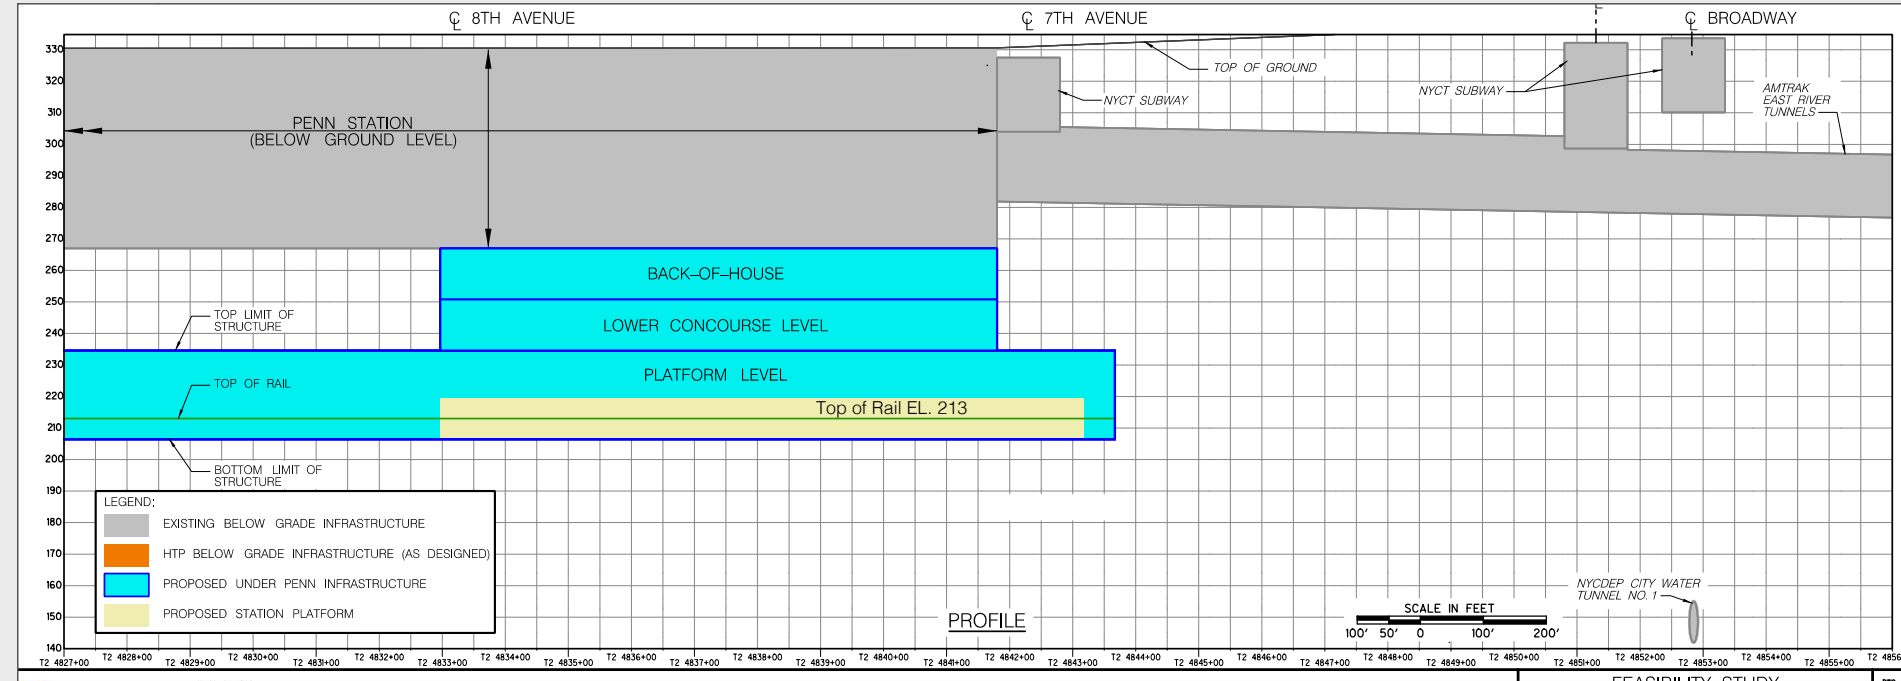 ℄ 8TH AVENUE
℄ 7TH AVENUE
℄ BROADWAY
330
320
310
300
290
280
270
260
250
240
230
220
210
200
190
180
170
160
150
140
TOP OF GROUND
NYCT SUBWAY
NYCT SUBWAY
AMTRAK
EAST RIVER
TUNNELS
PENN STATION
(BELOW GROUND LEVEL)
BACK-OF-HOUSE
LOWER CONCOURSE LEVEL
PLATFORM LEVEL
Top of Rail EL. 213
TOP LIMIT OF
STRUCTURE
TOP OF RAIL
BOTTOM LIMIT OF
STRUCTURE
LEGEND:
EXISTING BELOW GRADE INFRASTRUCTURE
HTP BELOW GRADE INFRASTRUCTURE (AS DESIGNED)
PROPOSED UNDER PENN INFRASTRUCTURE
PROPOSED STATION PLATFORM
PROFILE
SCALE IN FEET
100' 50' 0 100' 200'
NYCDEP CITY WATER
TUNNEL NO. 1
T2 4827+00 T2 4828+00 T2 4829+00 T2 4830+00 T2 4831+00 T2 4832+00 T2 4833+00 T2 4834+00 T2 4835+00 T2 4836+00 T2 4837+00 T2 4838+00 T2 4839+00 T2 4840+00 T2 4841+00 T2 4842+00 T2 4843+00 T2 4844+00 T2 4845+00 T2 4846+00 T2 4847+00 T2 4848+00 T2 4849+00 T2 4850+00 T2 4851+00 T2 4852+00 T2 4853+00 T2 4854+00 T2 4855+00 T2 4856
FEASIBILITY STUDY